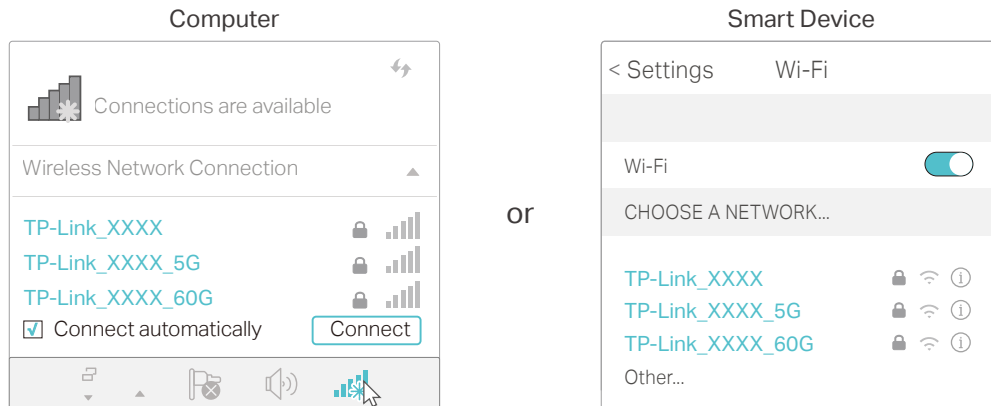 Computer
Connections are available
Wireless Network Connection
TP-Link_XXXX
TP-Link_XXXX_5G
TP-Link_XXXX_60G
Connect automatically
Connect
or
Smart Device
< Settings Wi-Fi
Wi-Fi
CHOOSE A NETWORK...
TP-Link_XXXX
TP-Link_XXXX_5G
TP-Link_XXXX_60G
Other...